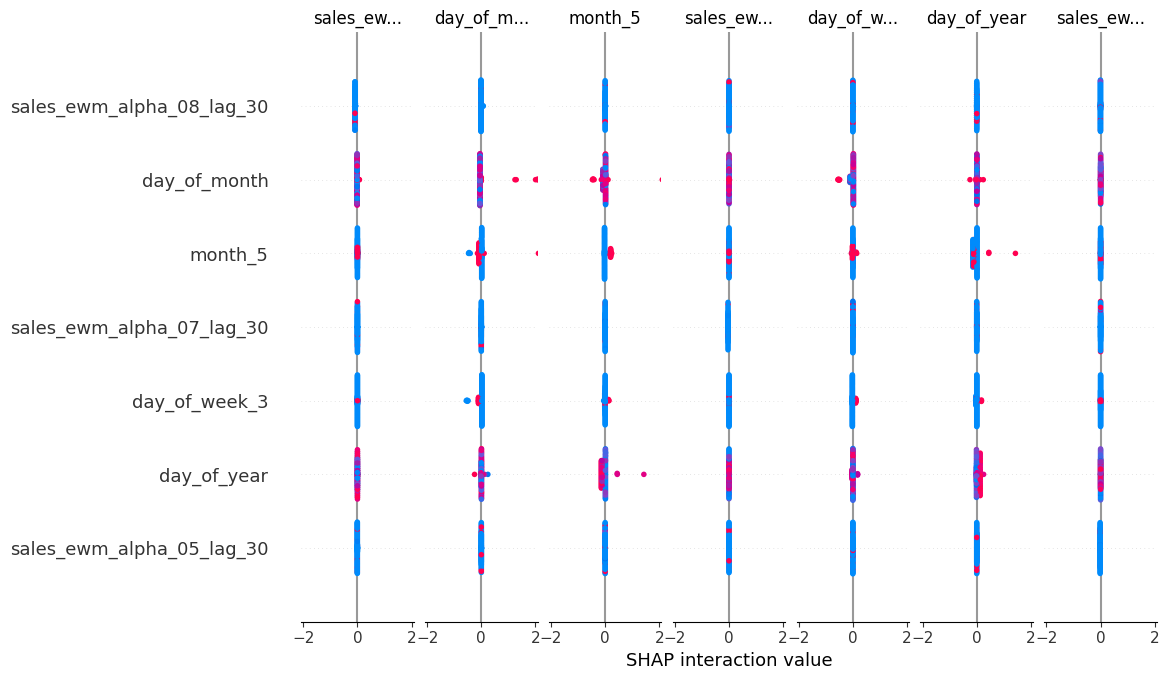 sales_ew... day_of_m... month_5 sales_ew... day_of_w... day_of_year sales_ew...
sales_ewm_alpha_08_lag_30
day_of_month
month_5
sales_ewm_alpha_07_lag_30
day_of_week_3
day_of_year
sales_ewm_alpha_05_lag_30
−2 0 2 −2 0 2 −2 0 2 −2 0 2 −2 0 2 −2 0 2 −2 0 2
SHAP interaction value